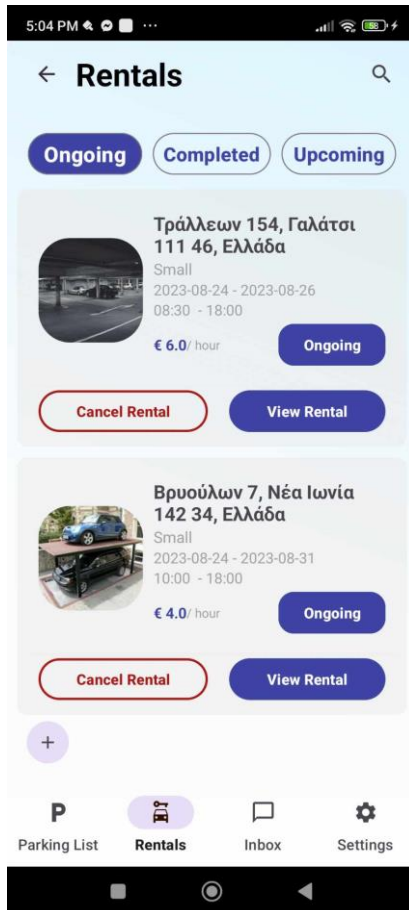 5:04 PM ... 58
Rentals
Ongoing Completed Upcoming
Τράλλεων 154, Γαλάτσι
111 46, Ελλάδα
Small
2023-08-24 - 2023-08-26
08:30 - 18:00
€ 6.0/ hour Ongoing
Cancel Rental View Rental
Βρυούλων 7, Νέα Ιωνία
142 34, Ελλάδα
Small
2023-08-24 - 2023-08-31
10:00 - 18:00
€ 4.0/ hour Ongoing
Cancel Rental View Rental
+
P
Parking List Rentals Inbox Settings